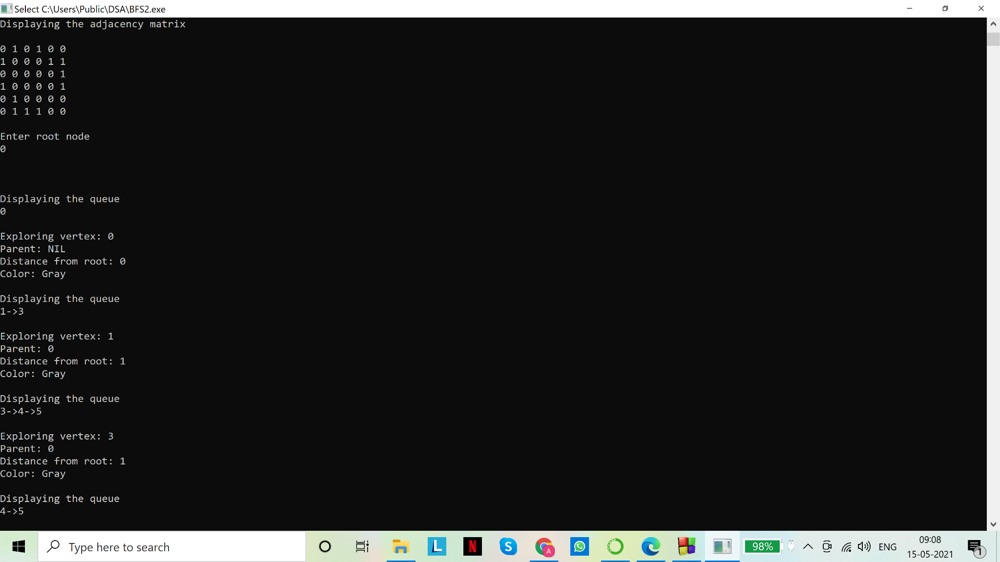 Select C:\Users\Public\DSA\BFS2.exe
Displaying the adjacency matrix
0 1 0 1 0 0
1 0 0 0 1 1
0 0 0 0 0 1
1 0 0 0 0 1
0 1 0 0 0 0
0 1 1 1 0 0
Enter root node
0
Displaying the queue
0
Exploring vertex: 0
Parent: NIL
Distance from root: 0
Color: Gray
Displaying the queue
1->3
Exploring vertex: 1
Parent: 0
Distance from root: 1
Color: Gray
Displaying the queue
3->4->5
Exploring vertex: 3
Parent: 0
Distance from root: 1
Color: Gray
Displaying the queue
4->5
Type here to search
L
N
S
A
98%
ENG
09:08
15-05-2021
1